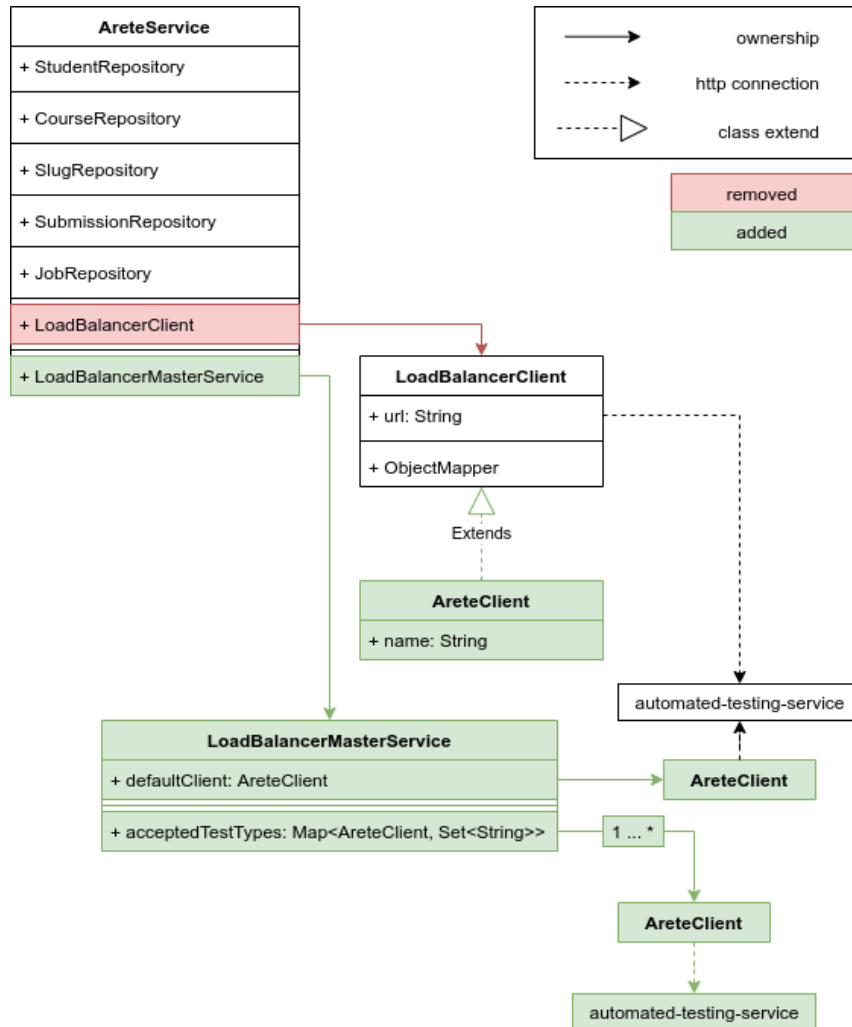 AreteService
+ StudentRepository
+ CourseRepository
+ SlugRepository
+ SubmissionRepository
+ JobRepository
+ LoadBalancerClient
+ LoadBalancerMasterService
ownership
http connection
class extend
removed
added
LoadBalancerClient
+ url: String
+ ObjectMapper
Extends
AreteClient
+ name: String
automated-testing-service
LoadBalancerMasterService
+ defaultClient: AreteClient
+ acceptedTestTypes: Map<AreteClient, Set<String>>
AreteClient
1 ... *
AreteClient
automated-testing-service